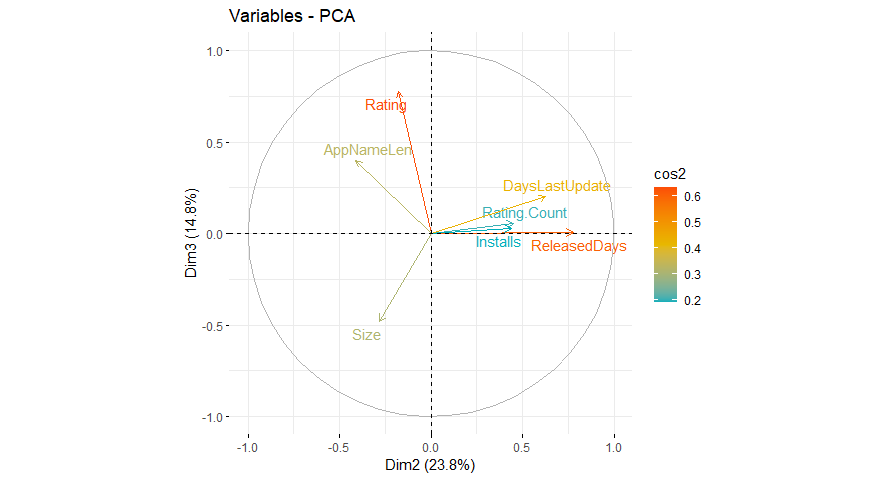 Variables - PCA
1.0
0.5
0.0
-0.5
-1.0
Dim3 (14.8%)
Rating
AppNameLen
DaysLastUpdate
Rating.Count
Installs
ReleasedDays
Size
-1.0
-0.5
0.0
0.5
1.0
Dim2 (23.8%)
cos2
0.6
0.5
0.4
0.3
0.2